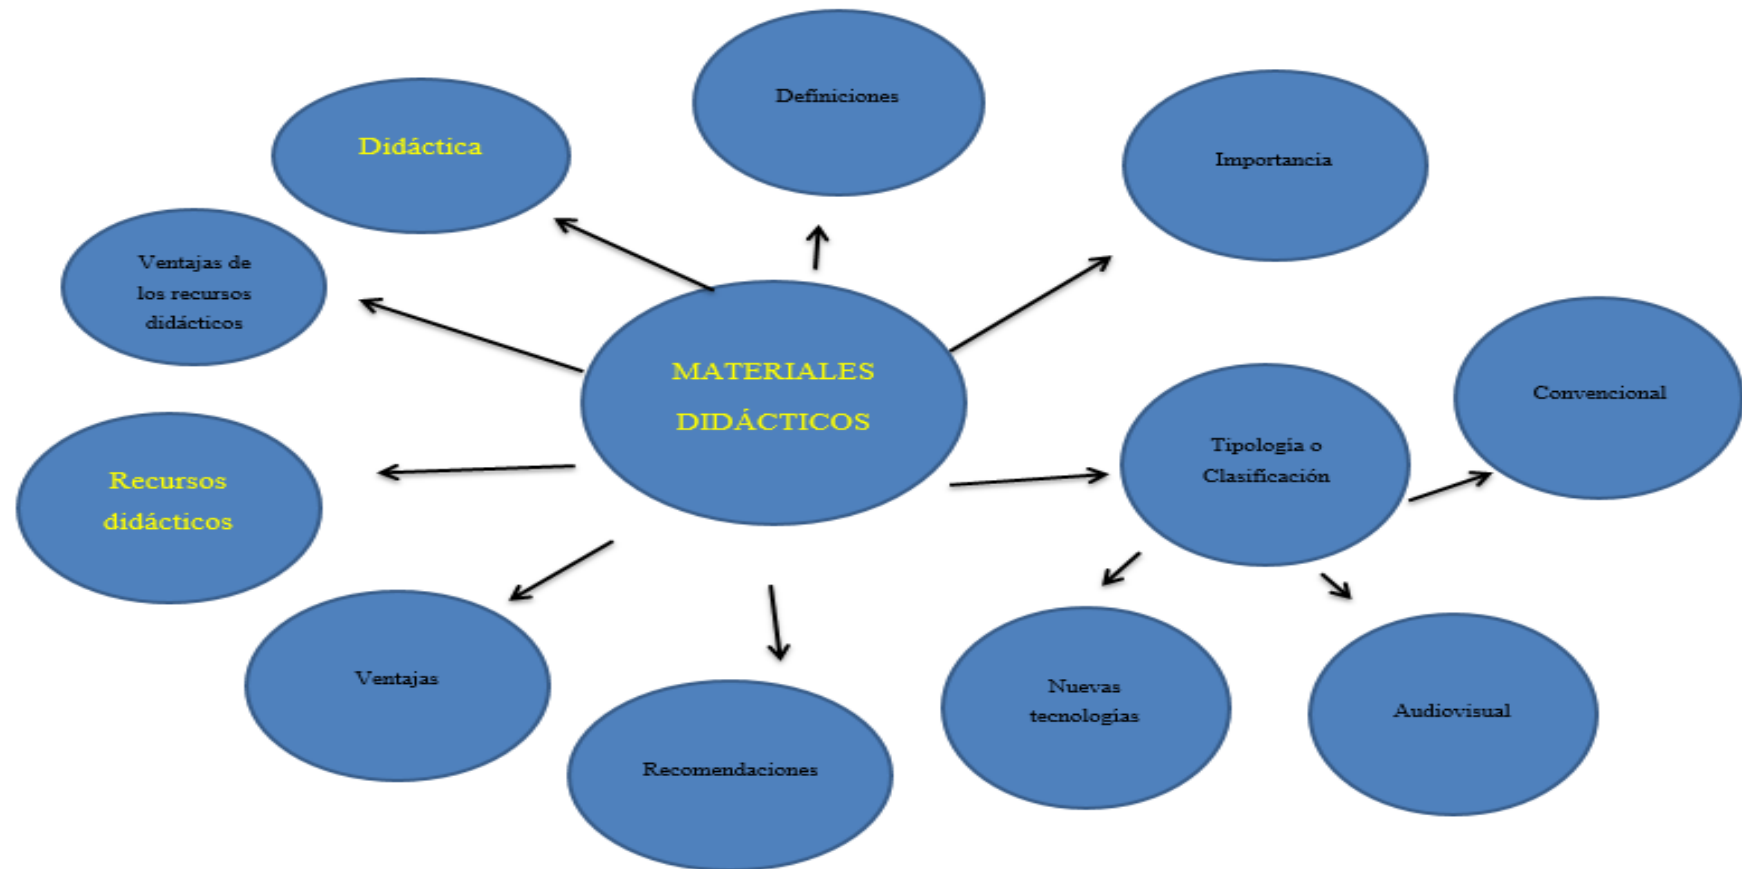 Definiciones
Didáctica
Importancia
Ventajas de
los recursos
didácticos
MATERIALES
DIDÁCTICOS
Convencional
Tipología o
Clasificación
Recursos
didácticos
Ventajas
Nuevas
tecnologías
Audiovisual
Recomendaciones